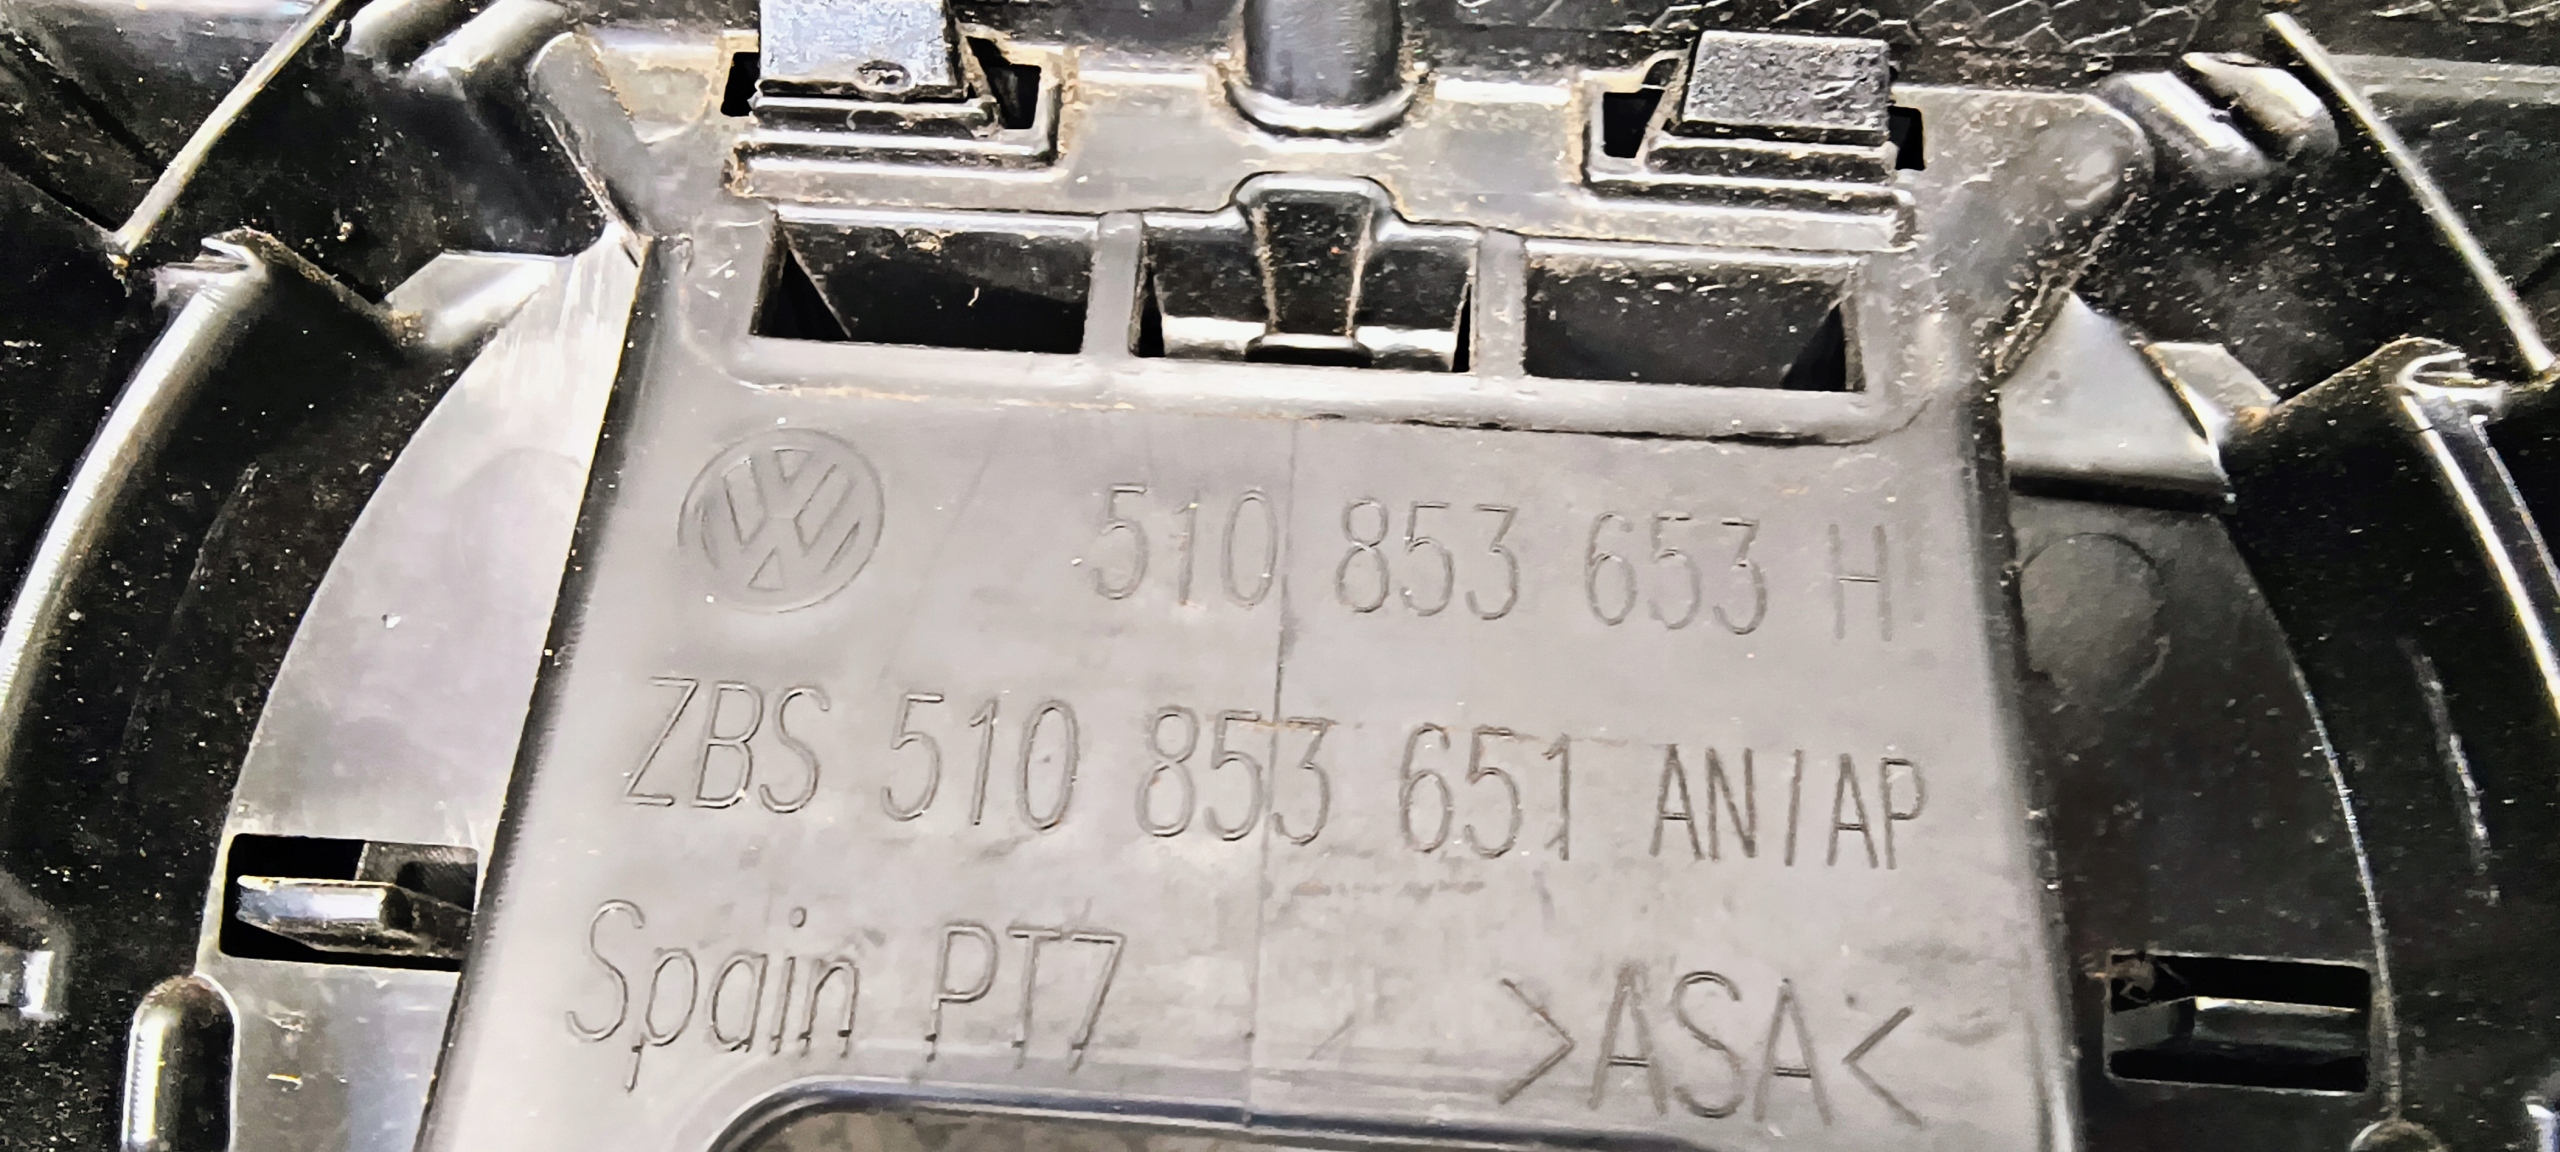 510 853 653 H
ZBS 510 853 651 AN/AP
Spain PT7 >ASA<